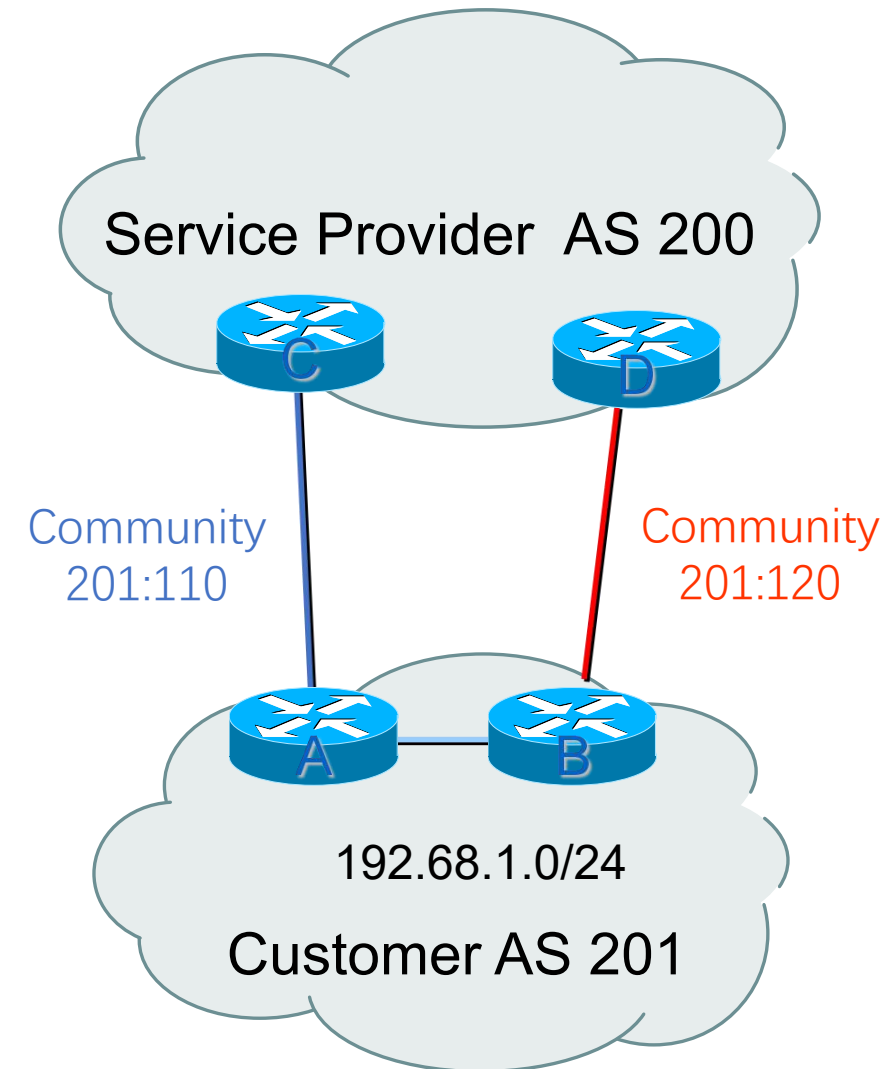 Service Provider  AS 200
C
D
Community
201:110
Community
201:120
A
B
192.68.1.0/24
Customer AS 201